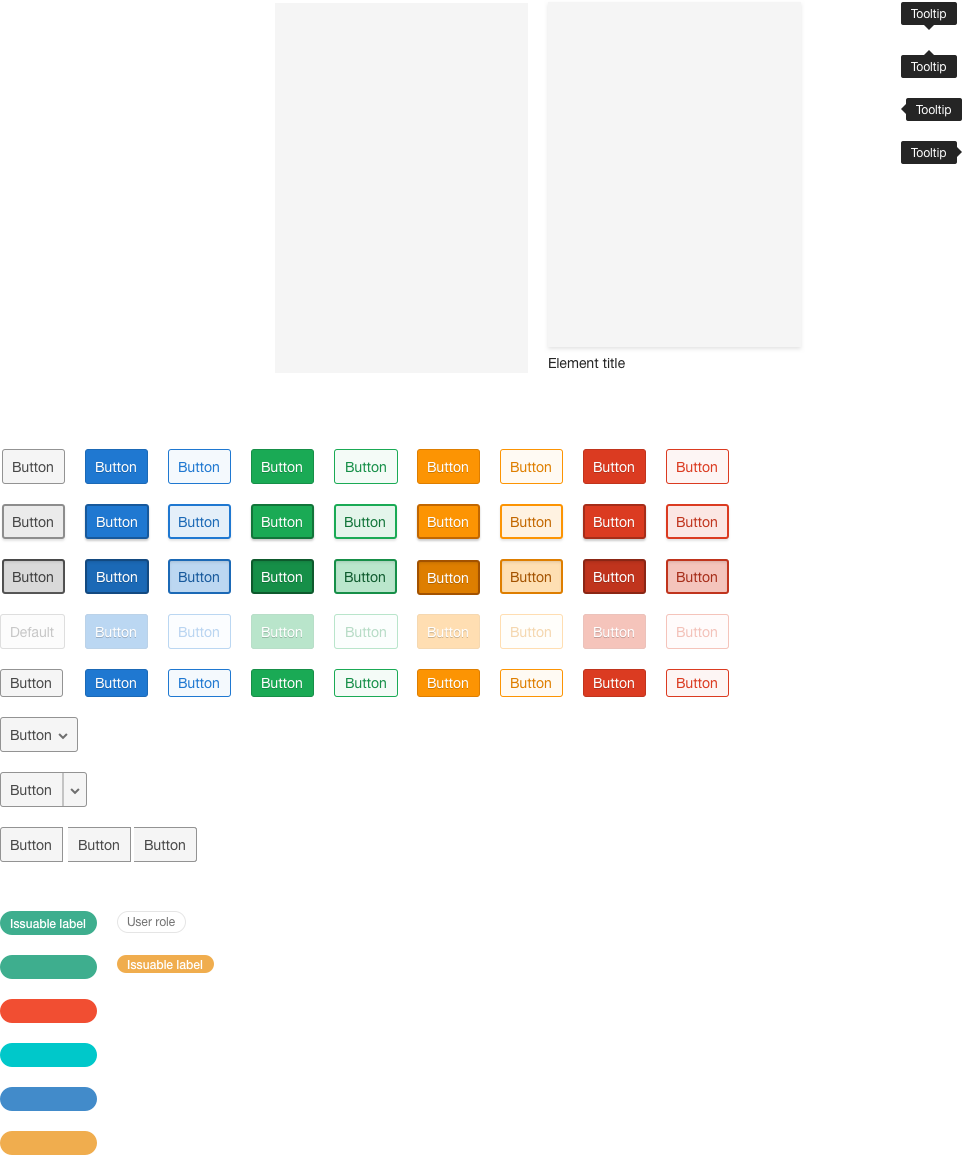 Tooltip
Tooltip
Tooltip
Tooltip
Element title
Button Button Button Button Button Button Button Button Button
Button Button Button Button Button Button Button Button Button
Button Button Button Button Button Button Button Button Button
Default Button Button Button Button Button Button Button Button
Button Button Button Button Button Button Button Button Button
Button
Button
Button Button Button
Issuable label User role
Issuable label